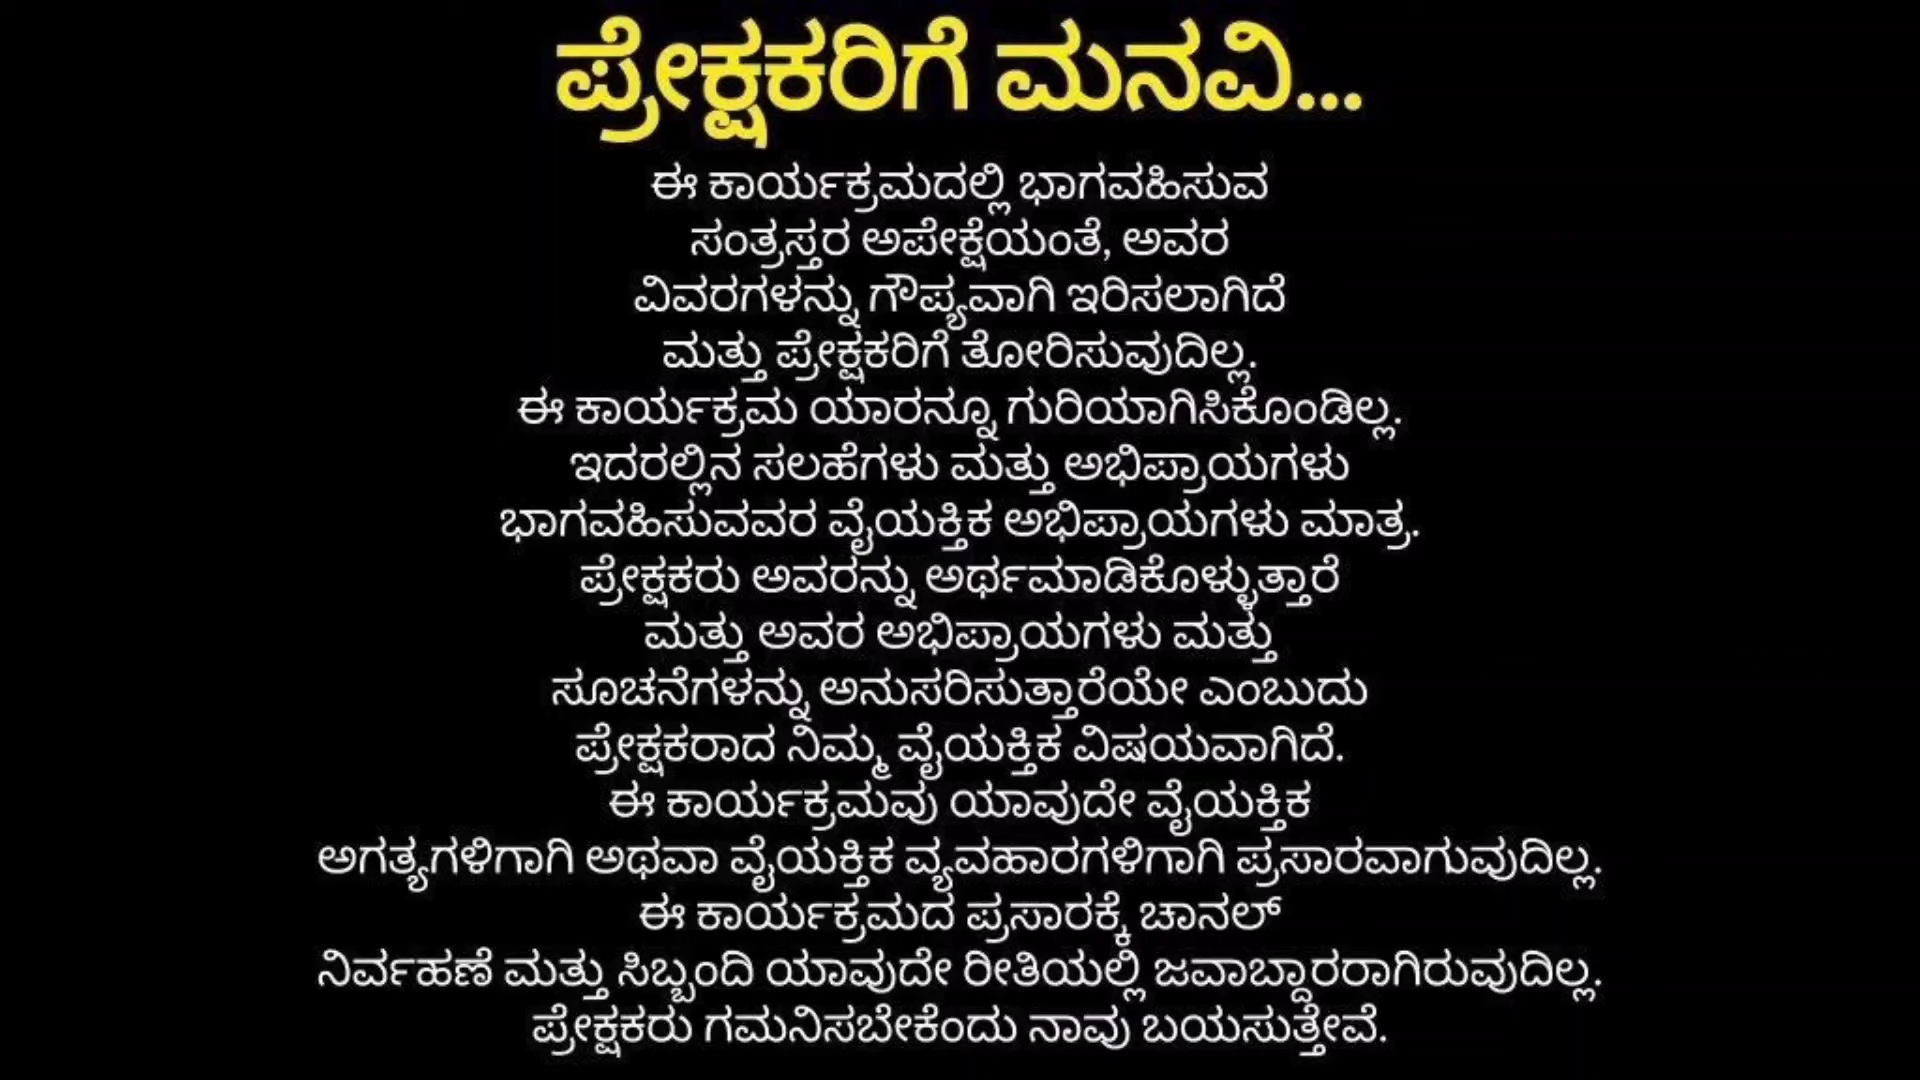 ಪ್ರೇಕ್ಷಕರಿಗೆ ಮನವಿ...
ಈ ಕಾರ್ಯಕ್ರಮದಲ್ಲಿ ಭಾಗವಹಿಸುವ
ಸಂತ್ರಸ್ತರ ಅಪೇಕ್ಷೆಯಂತೆ, ಅವರ
ವಿವರಗಳನ್ನು ಗೌಪ್ಯವಾಗಿ ಇರಿಸಲಾಗಿದೆ
ಮತ್ತು ಪ್ರೇಕ್ಷಕರಿಗೆ ತೋರಿಸುವುದಿಲ್ಲ.
ಈ ಕಾರ್ಯಕ್ರಮ ಯಾರನ್ನೂ ಗುರಿಯಾಗಿಸಿಕೊಂಡಿಲ್ಲ.
ಇದರಲ್ಲಿನ ಸಲಹೆಗಳು ಮತ್ತು ಅಭಿಪ್ರಾಯಗಳು
ಭಾಗವಹಿಸುವವರ ವೈಯಕ್ತಿಕ ಅಭಿಪ್ರಾಯಗಳು ಮಾತ್ರ.
ಪ್ರೇಕ್ಷಕರು ಅವರನ್ನು ಅರ್ಥಮಾಡಿಕೊಳ್ಳುತ್ತಾರೆ
ಮತ್ತು ಅವರ ಅಭಿಪ್ರಾಯಗಳು ಮತ್ತು
ಸೂಚನೆಗಳನ್ನು ಅನುಸರಿಸುತ್ತಾರೆಯೇ ಎಂಬುದು
ಪ್ರೇಕ್ಷಕರಾದ ನಿಮ್ಮ ವೈಯಕ್ತಿಕ ವಿಷಯವಾಗಿದೆ.
ಈ ಕಾರ್ಯಕ್ರಮವು ಯಾವುದೇ ವೈಯಕ್ತಿಕ
ಅಗತ್ಯಗಳಿಗಾಗಿ ಅಥವಾ ವೈಯಕ್ತಿಕ ವ್ಯವಹಾರಗಳಿಗಾಗಿ ಪ್ರಸಾರವಾಗುವುದಿಲ್ಲ.
ಈ ಕಾರ್ಯಕ್ರಮದ ಪ್ರಸಾರಕ್ಕೆ ಚಾನಲ್
ನಿರ್ವಹಣೆ ಮತ್ತು ಸಿಬ್ಬಂದಿ ಯಾವುದೇ ರೀತಿಯಲ್ಲಿ ಜವಾಬ್ದಾರರಾಗಿರುವುದಿಲ್ಲ.
ಪ್ರೇಕ್ಷಕರು ಗಮನಿಸಬೇಕೆಂದು ನಾವು ಬಯಸುತ್ತೇವೆ.